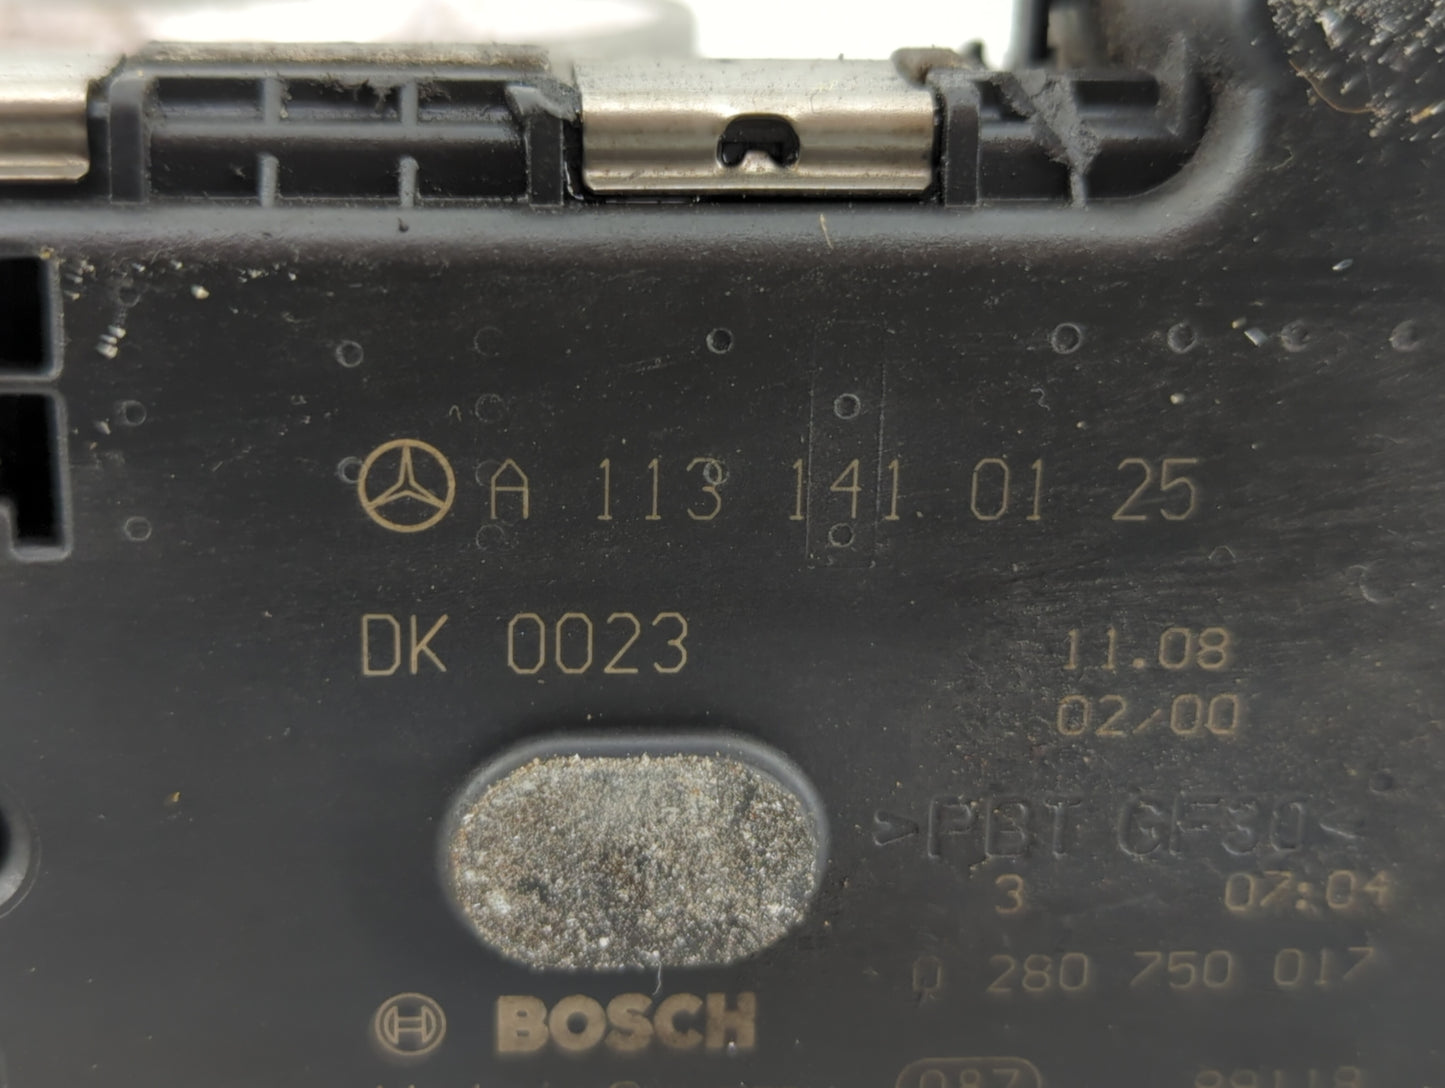 A 113 141 01 25
DK 0023
11.08
02/00
>PBT GF30<
3 07:04
0 280 750 017
BOSCH
087